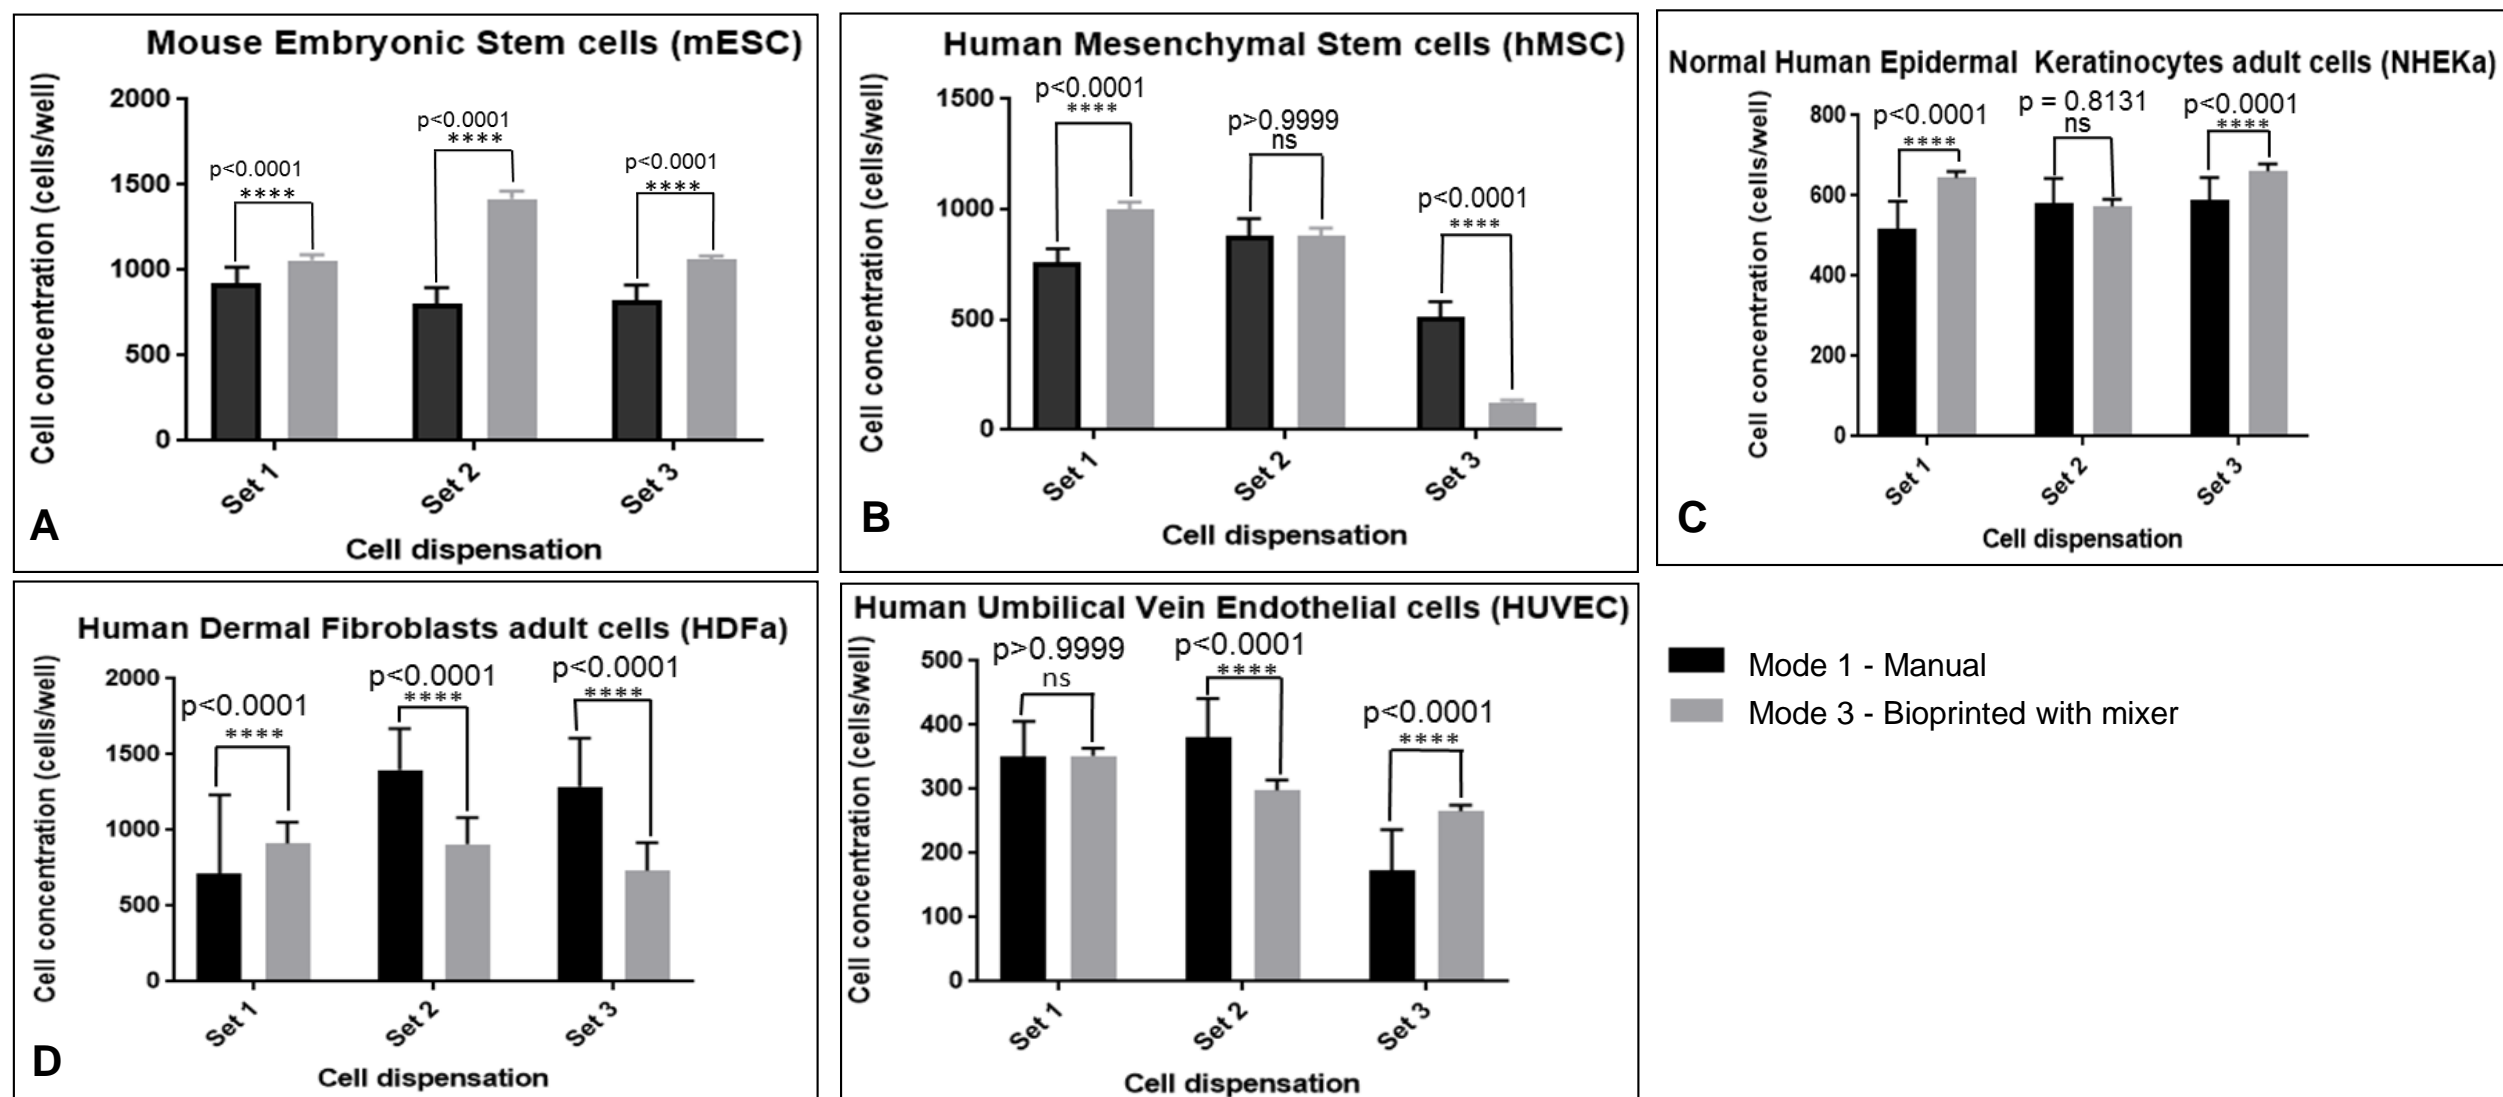 Mouse Embryonic Stem cells (mESC)
Cell concentration (cells/well)
2000
1500
1000
500
0
p<0.0001
****
p<0.0001
****
p<0.0001
****
Set 1
Set 2
Set 3
Cell dispensation
A
Human Mesenchymal Stem cells (hMSC)
Cell concentration (cells/well)
1500
1000
500
0
p<0.0001
****
p>0.9999
ns
p<0.0001
****
Set 1
Set 2
Set 3
Cell dispensation
B
Normal Human Epidermal Keratinocytes adult cells (NHEKa)
Cell concentration (cells/well)
800
600
400
200
0
p<0.0001
****
p = 0.8131
ns
p<0.0001
****
Set 1
Set 2
Set 3
Cell dispensation
C
Human Dermal Fibroblasts adult cells (HDFa)
Cell concentration (cells/well)
2000
1500
1000
500
0
p<0.0001
****
p<0.0001
****
p<0.0001
****
Set 1
Set 2
Set 3
Cell dispensation
D
Human Umbilical Vein Endothelial cells (HUVEC)
Cell concentration (cells/well)
500
400
300
200
100
0
p>0.9999
ns
p<0.0001
****
p<0.0001
****
Set 1
Set 2
Set 3
Cell dispensation
Mode 1 - Manual
Mode 3 - Bioprinted with mixer